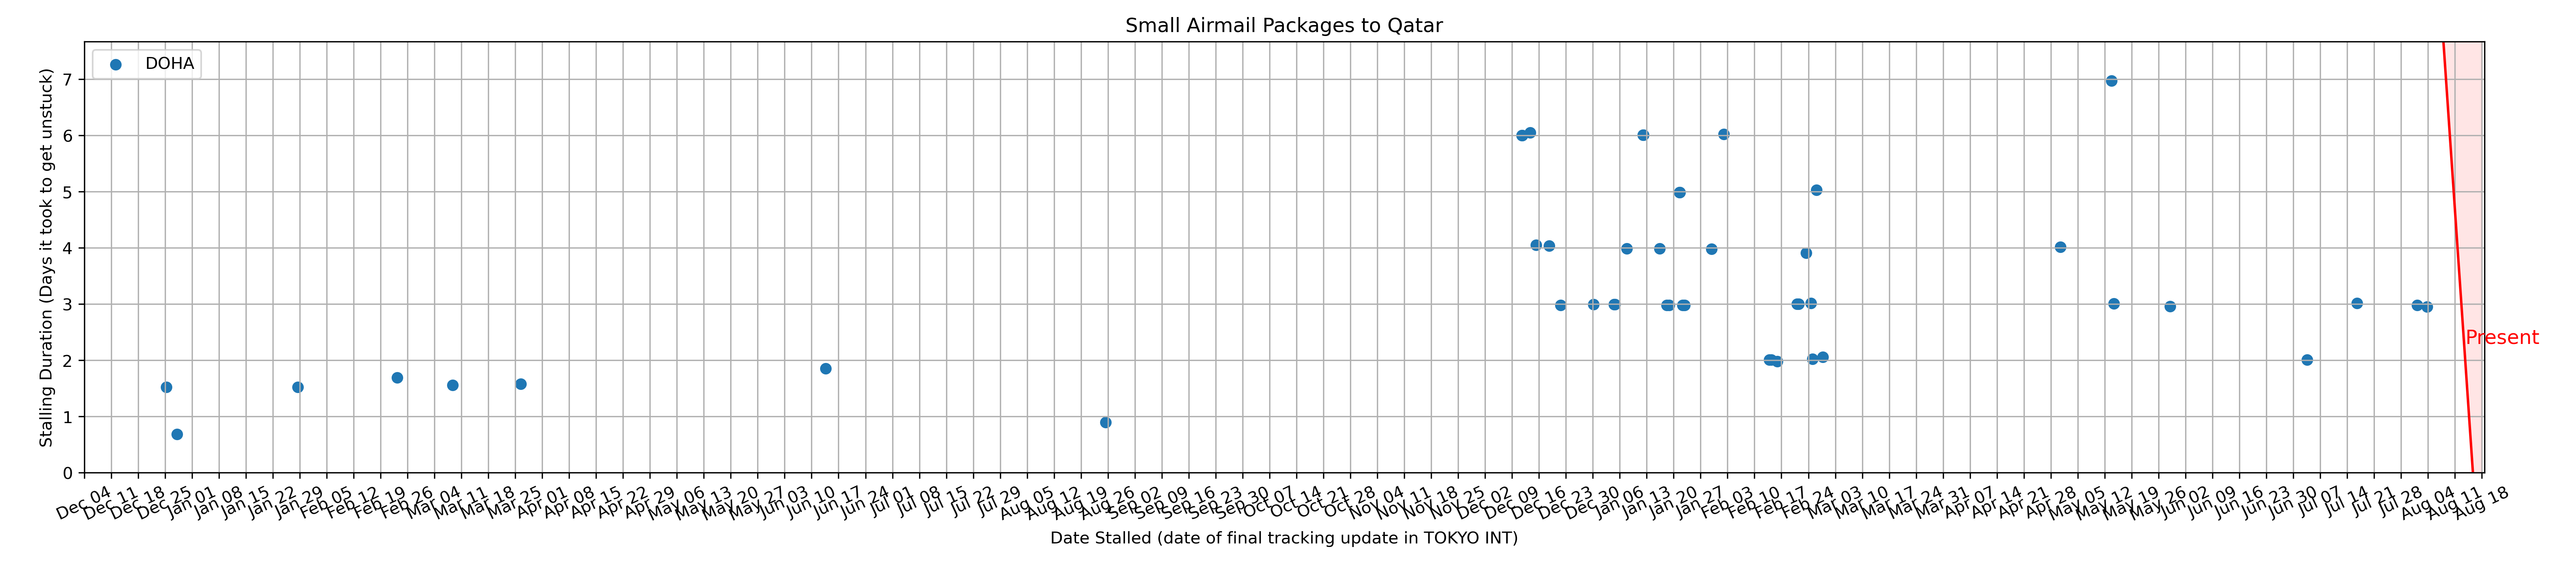 Small Airmail Packages to Qatar
DOHA
Stalling Duration (Days it took to get unstuck)
7
6
5
4
3
2
1
0
Present
Dec 04
Dec 11
Dec 18
Dec 25
Jan 01
Jan 08
Jan 15
Jan 22
Jan 29
Feb 05
Feb 12
Feb 19
Feb 26
Mar 04
Mar 11
Mar 18
Mar 25
Apr 01
Apr 08
Apr 15
Apr 22
Apr 29
May 06
May 13
May 20
May 27
Jun 03
Jun 10
Jun 17
Jun 24
Jul 01
Jul 08
Jul 15
Jul 22
Jul 29
Aug 05
Aug 12
Aug 19
Aug 26
Sep 02
Sep 09
Sep 16
Sep 23
Sep 30
Oct 07
Oct 14
Oct 21
Oct 28
Nov 04
Nov 11
Nov 18
Nov 25
Dec 02
Dec 09
Dec 16
Dec 23
Dec 30
Jan 06
Jan 13
Jan 20
Jan 27
Feb 03
Feb 10
Feb 17
Feb 24
Mar 03
Mar 10
Mar 17
Mar 24
Mar 31
Apr 07
Apr 14
Apr 21
Apr 28
May 05
May 12
May 19
May 26
Jun 02
Jun 09
Jun 16
Jun 23
Jun 30
Jul 07
Jul 14
Jul 21
Jul 28
Aug 04
Aug 11
Aug 18
Date Stalled (date of final tracking update in TOKYO INT)